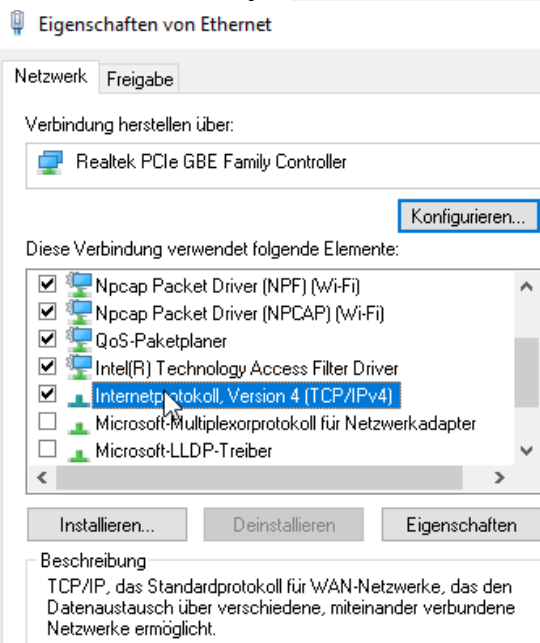 Eigenschaften von Ethernet
Netzwerk Freigabe
Verbindung herstellen über:
Realtek PCIe GBE Family Controller
Konfigurieren...
Diese Verbindung verwendet folgende Elemente:
Npcap Packet Driver (NPF) (Wi-Fi)
Npcap Packet Driver (NPCAP) (Wi-Fi)
QoS-Paketplaner
Intel(R) Technology Access Filter Driver
Internetprotokoll, Version 4 (TCP/IPv4)
Microsoft-Multiplexorprotokoll für Netzwerkadapter
Microsoft-LLDP-Treiber
Installieren... Deinstallieren Eigenschaften
Beschreibung
TCP/IP, das Standardprotokoll für WAN-Netzwerke, das den
Datenaustausch über verschiedene, miteinander verbundene
Netzwerke ermöglicht.